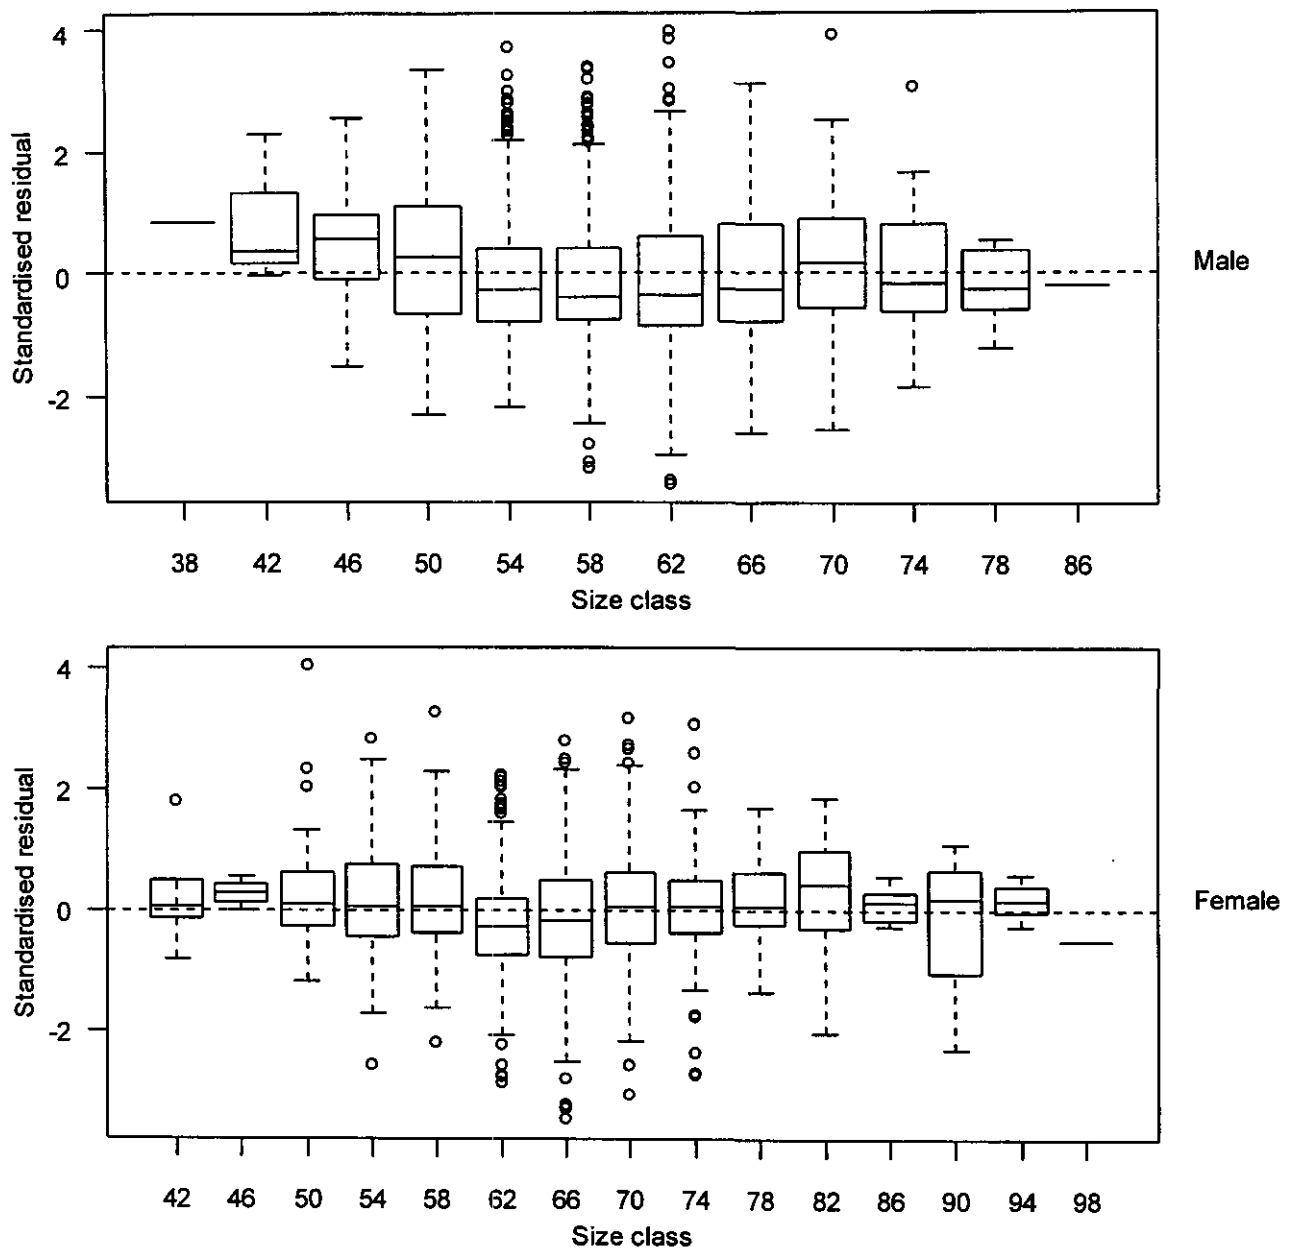 4
2
0
-2
Standardised residual
Male
38 42 46 50 54 58 62 66 70 74 78 86
Size class
4
2
0
-2
Standardised residual
Female
42 46 50 54 58 62 66 70 74 78 82 86 90 94 98
Size class